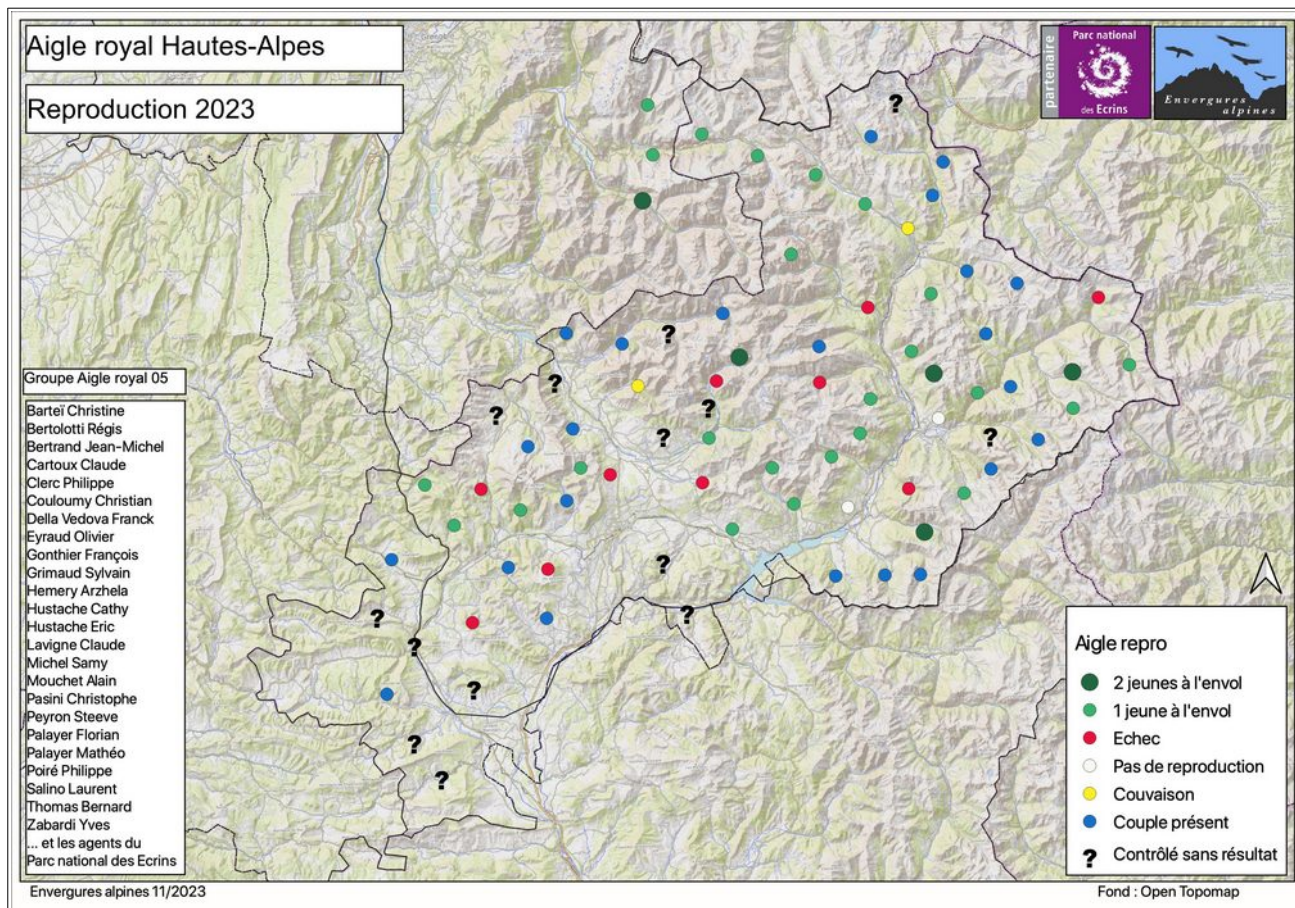 Aigle royal Hautes-Alpes
Reproduction 2023
partenaire
Parc national
des Ecrins
Envergures
alpines
Grenoble
Groupe Aigle royal 05
Barteï Christine
Bertolotti Régis
Bertrand Jean-Michel
Cartoux Claude
Clerc Philippe
Couloumy Christian
Della Vedova Franck
Eyraud Olivier
Gonthier François
Grimaud Sylvain
Hemery Arzhela
Hustache Cathy
Hustache Eric
Lavigne Claude
Michel Samy
Mouchet Alain
Pasini Christophe
Peyron Steeve
Palayer Florian
Palayer Mathéo
Poiré Philippe
Salino Laurent
Thomas Bernard
Zabardi Yves
... et les agents du
Parc national des Ecrins
Aigle repro
2 jeunes à l'envol
1 jeune à l'envol
Echec
Pas de reproduction
Couvaison
Couple présent
? Contrôlé sans résultat
Envergures alpines 11/2023
Fond : Open Topomap